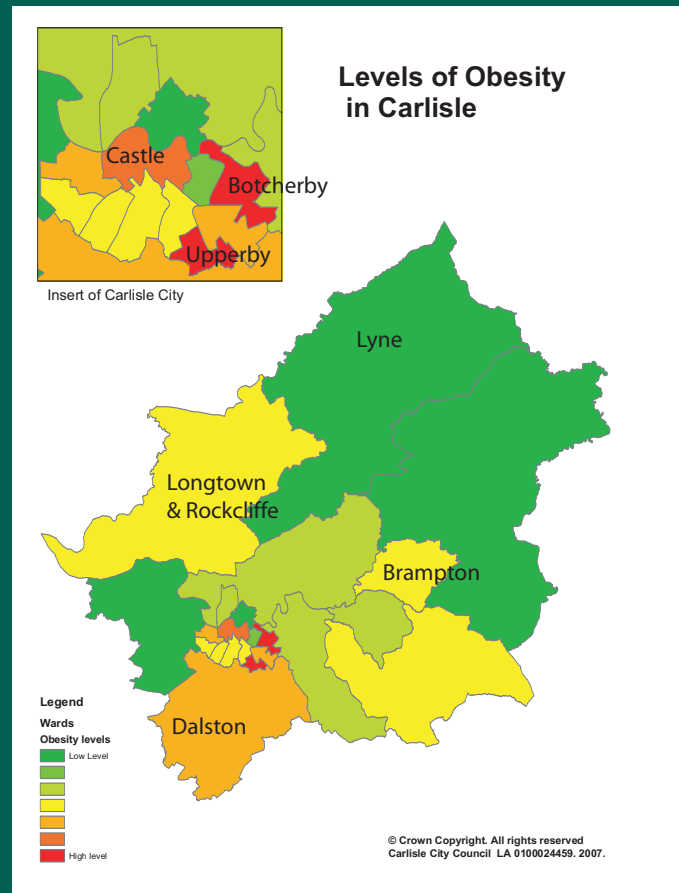 Levels of Obesity
in Carlisle
Castle
Botcherby
Upperby
Insert of Carlisle City
Lyne
Longtown
& Rockcliffe
Brampton
Dalston
Legend
Wards
Obesity levels
Low Level
High level
© Crown Copyright. All rights reserved
Carlisle City Council LA 0100024459. 2007.